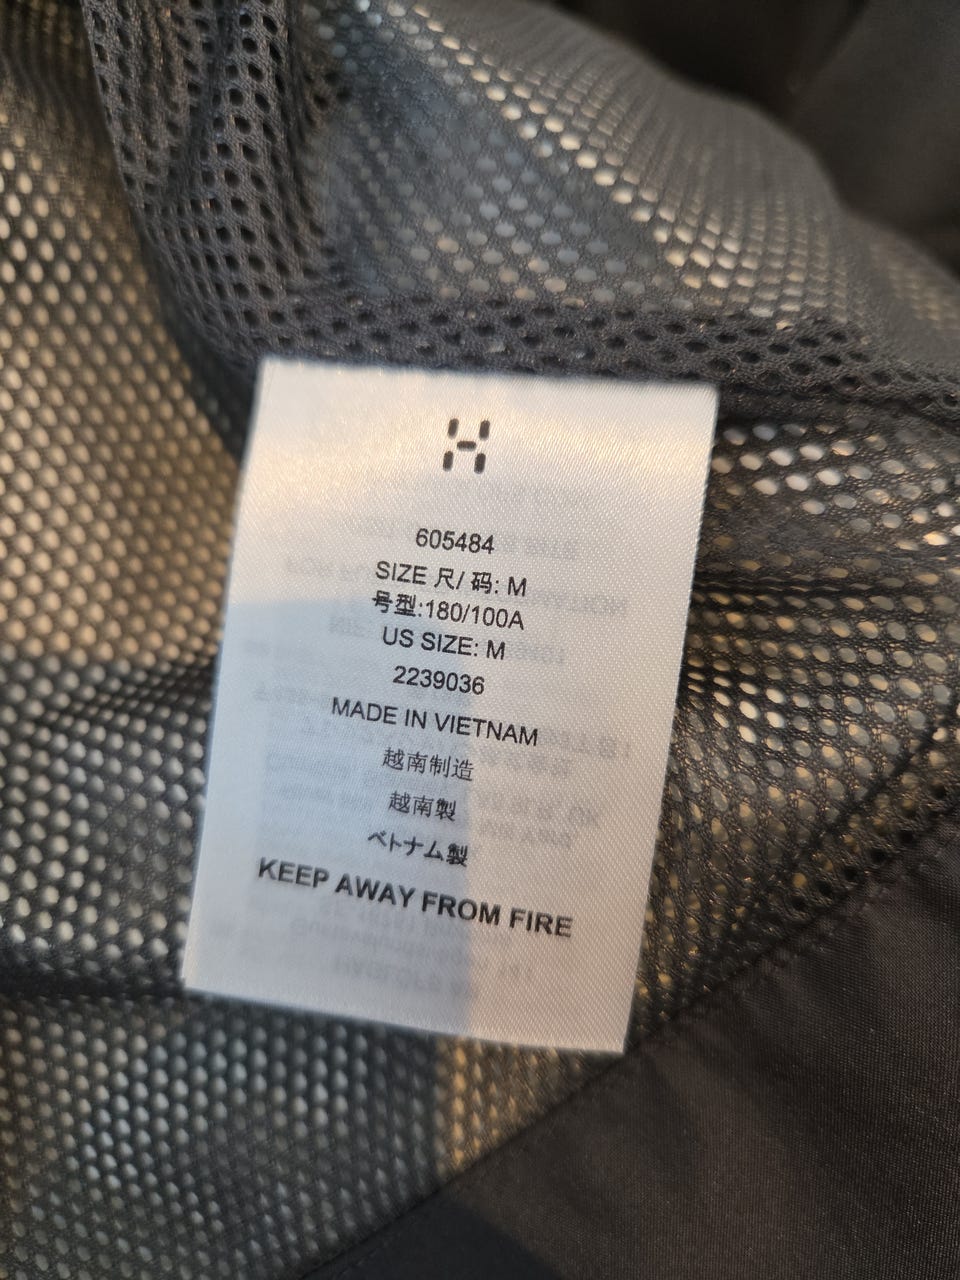 605484
SIZE 尺/ 码: M
号型:180/100A
US SIZE: M
2239036
MADE IN VIETNAM
越南制造
越南製
ベトナム製
KEEP AWAY FROM FIRE